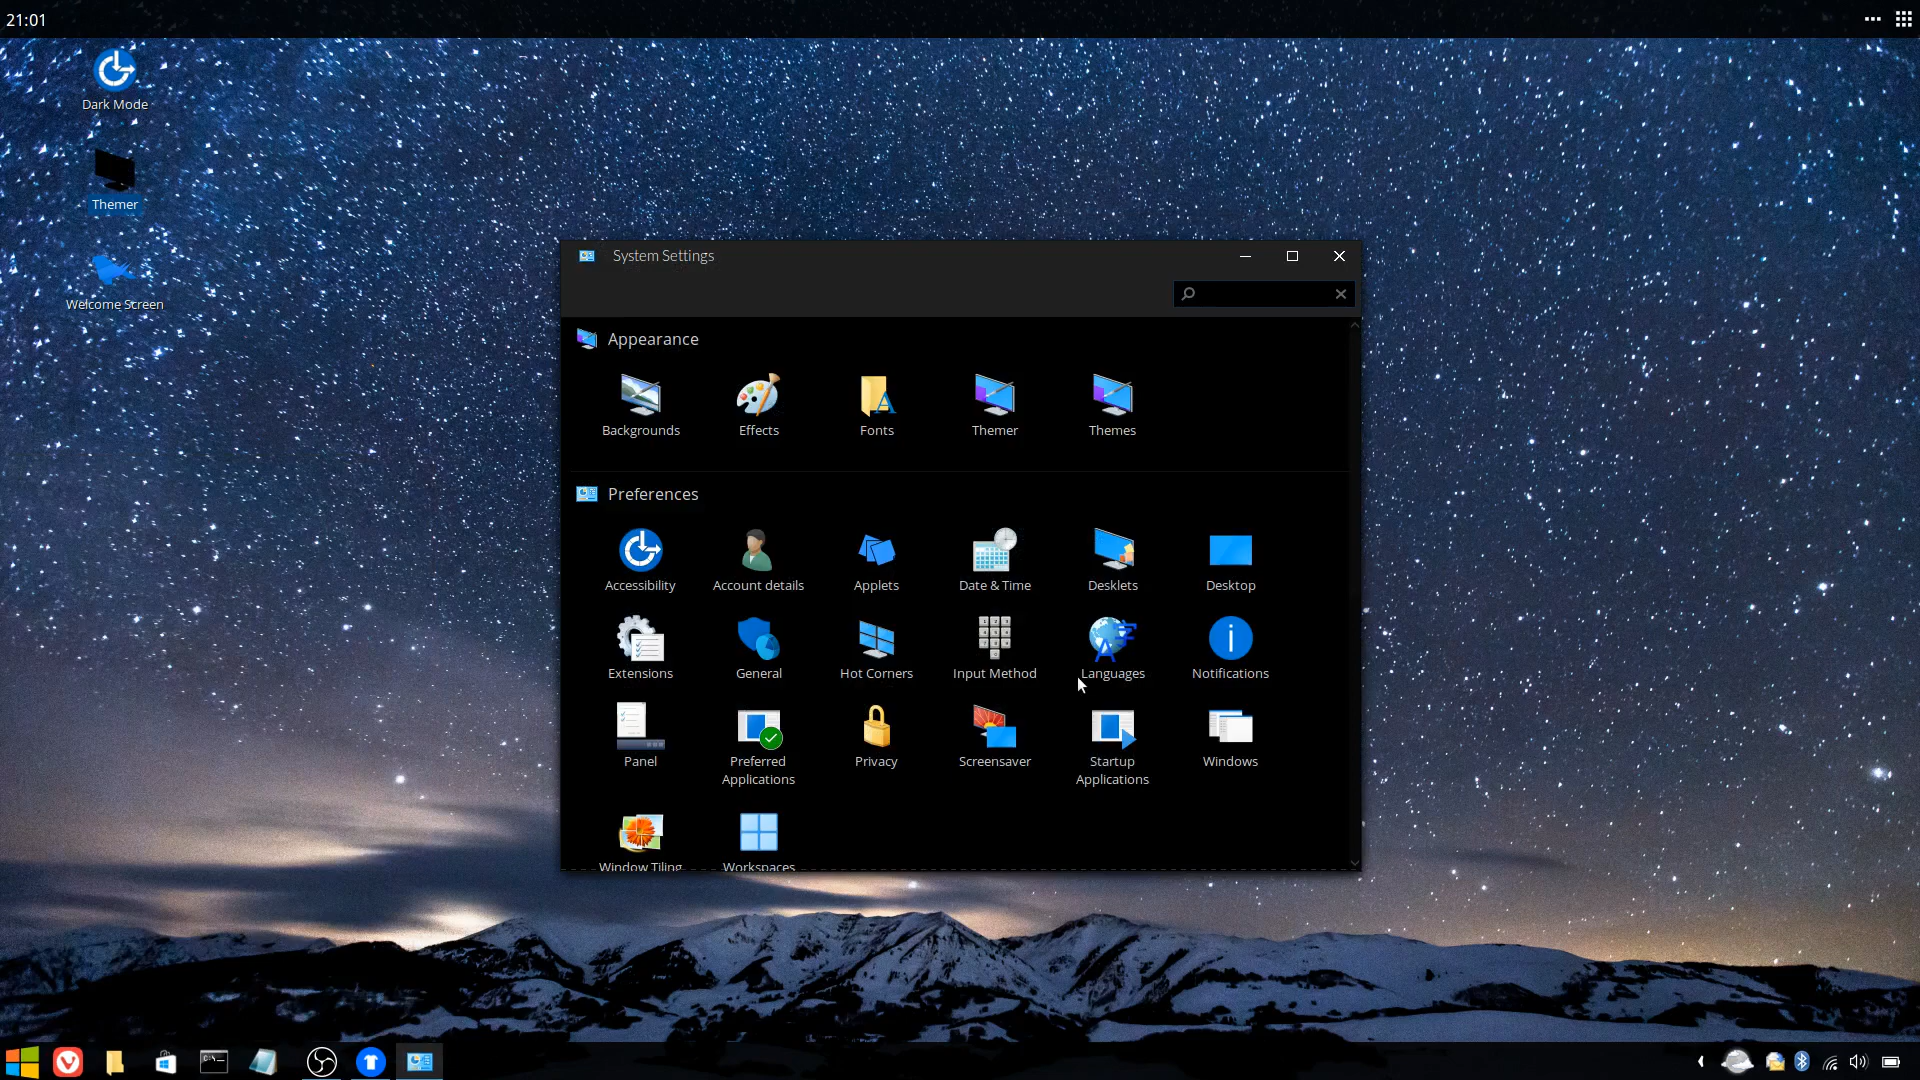 21:01
Dark Mode
Themer
Welcome Screen
System Settings
Appearance
Backgrounds
Effects
Fonts
Themer
Themes
Preferences
Accessibility
Account details
Applets
Date & Time
Desklets
Desktop
Extensions
General
Hot Corners
Input Method
Languages
Notifications
Panel
Preferred
Applications
Privacy
Screensaver
Startup
Applications
Windows
Window Tiling
Workspaces